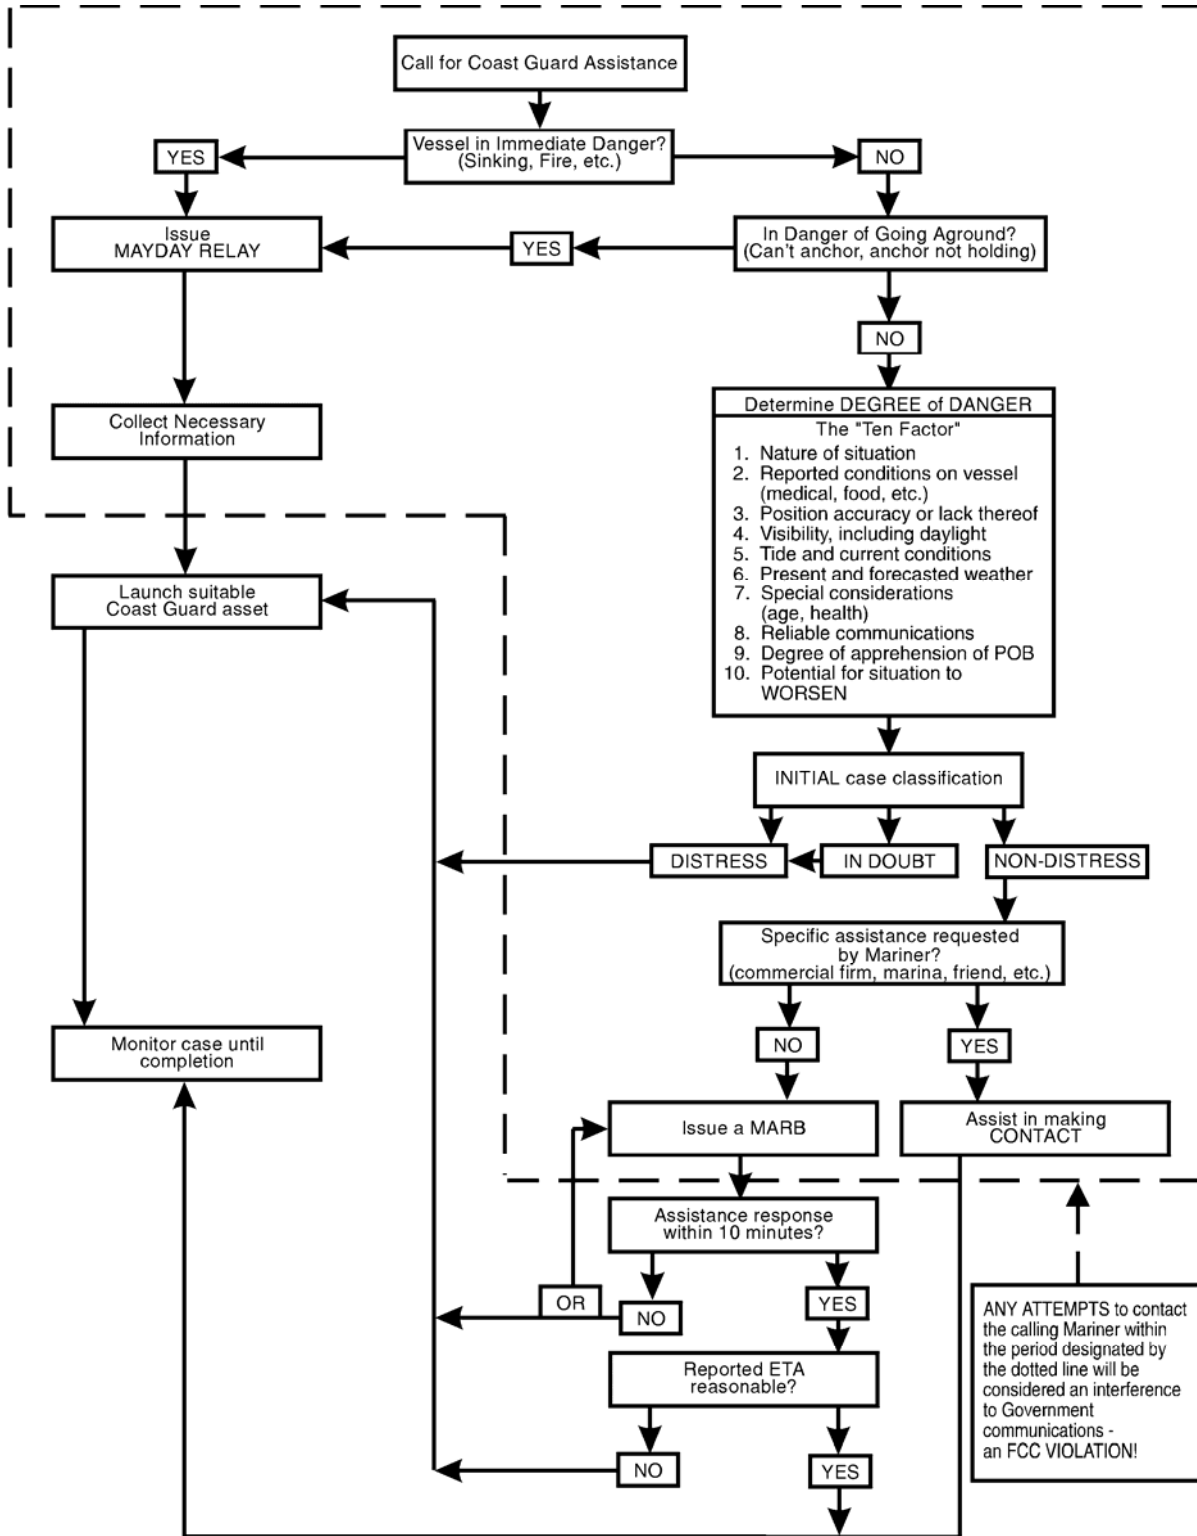 Call for Coast Guard Assistance
Vessel in Immediate Danger?
(Sinking, Fire, etc.)
YES
NO
Issue
MAYDAY RELAY
YES
In Danger of Going Aground?
(Can't anchor, anchor not holding)
NO
Collect Necessary
Information
Determine DEGREE of DANGER
The "Ten Factor"
1. Nature of situation
2. Reported conditions on vessel
(medical, food, etc.)
3. Position accuracy or lack thereof
4. Visibility, including daylight
5. Tide and current conditions
6. Present and forecasted weather
7. Special considerations
(age, health)
8. Reliable communications
9. Degree of apprehension of POB
10. Potential for situation to
WORSEN
Launch suitable
Coast Guard asset
INITIAL case classification
DISTRESS
IN DOUBT
NON-DISTRESS
Specific assistance requested
by Mariner?
(commercial firm, marina, friend, etc.)
NO
YES
Monitor case until
completion
Issue a MARB
Assist in making
CONTACT
Assistance response
within 10 minutes?
OR
NO
YES
Reported ETA
reasonable?
NO
YES
ANY ATTEMPTS to contact
the calling Mariner within
the period designated by
the dotted line will be
considered an interference
to Government
communications -
an FCC VIOLATION!